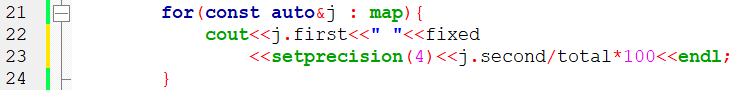 21 for(const auto&j : map){
22 cout<<j.first<<" "<<fixed
23 <<setprecision(4)<<j.second/total*100<<endl;
24 }